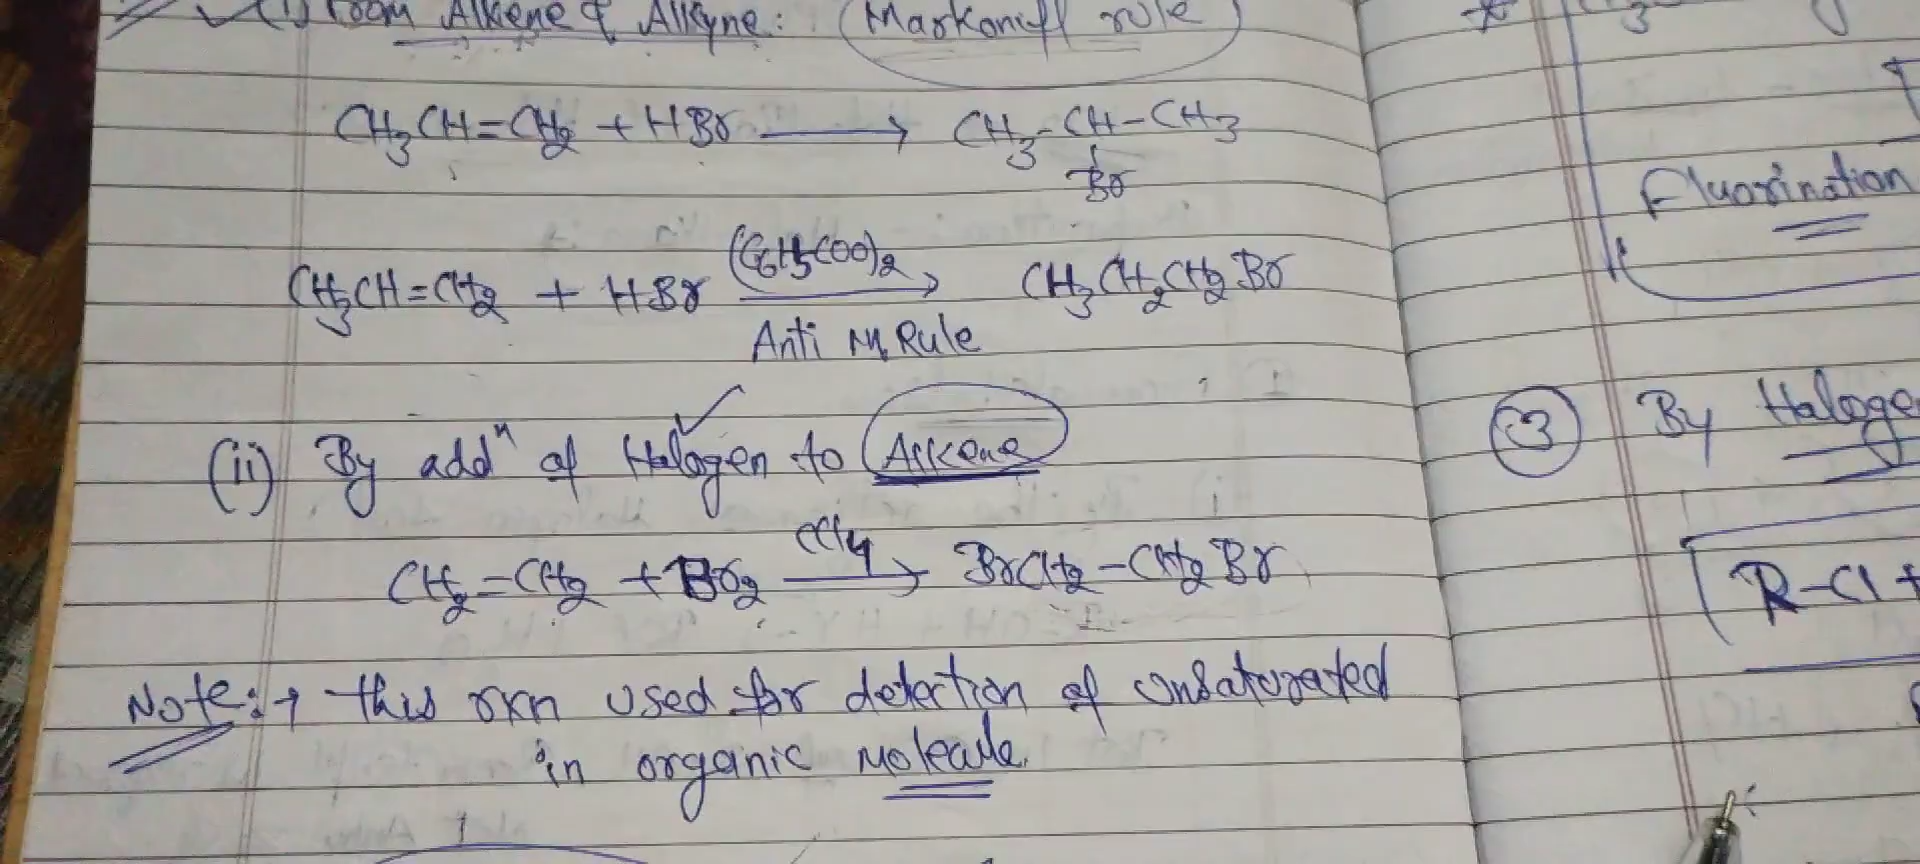 (i) From Alkene & Alkyne: (Markoniff rule)
CH3CH=CH2 + HBr ⟶ CH3-CH-CH3
Br
(C6H5COO)2
CH3CH=CH2 + HBr ⟶ CH3CH2CH2Br
Anti M Rule
(ii) By addⁿ of Halogen to Alkene
CCl4
CH2=CH2 + Br2 ⟶ BrCH2-CH2Br
Note:→ this rxn used for detection of unsaturated
in organic Molecule.
Fluorination
3 By Haloge
R-Cl +